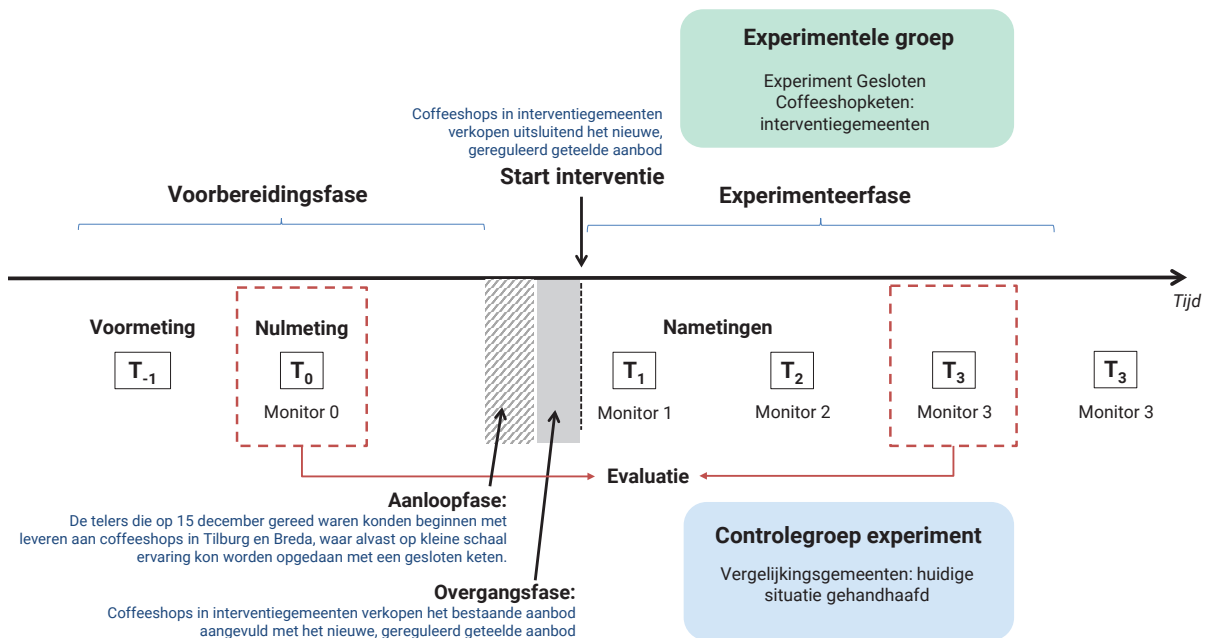 Experimentele groep
Experiment Gesloten
Coffeeshopketen:
interventiegemeenten
Coffeeshops in interventiegemeenten
verkopen uitsluitend het nieuwe,
gereguleerd geteelde aanbod
Start interventie
Voorbereidingsfase
Experimenteerfase
Tijd
Voormeting
Nulmeting
Nametingen
T-1
T0
T1
T2
T3
T3
Monitor 0
Monitor 1
Monitor 2
Monitor 3
Monitor 3
Evaluatie
Aanloopfase:
De telers die op 15 december gereed waren konden beginnen met
leveren aan coffeeshops in Tilburg en Breda, waar alvast op kleine schaal
ervaring kon worden opgedaan met een gesloten keten.
Overgangsfase:
Coffeeshops in interventiegemeenten verkopen het bestaande aanbod
aangevuld met het nieuwe, gereguleerd geteelde aanbod
Controlegroep experiment
Vergelijkingsgemeenten: huidige
situatie gehandhaafd